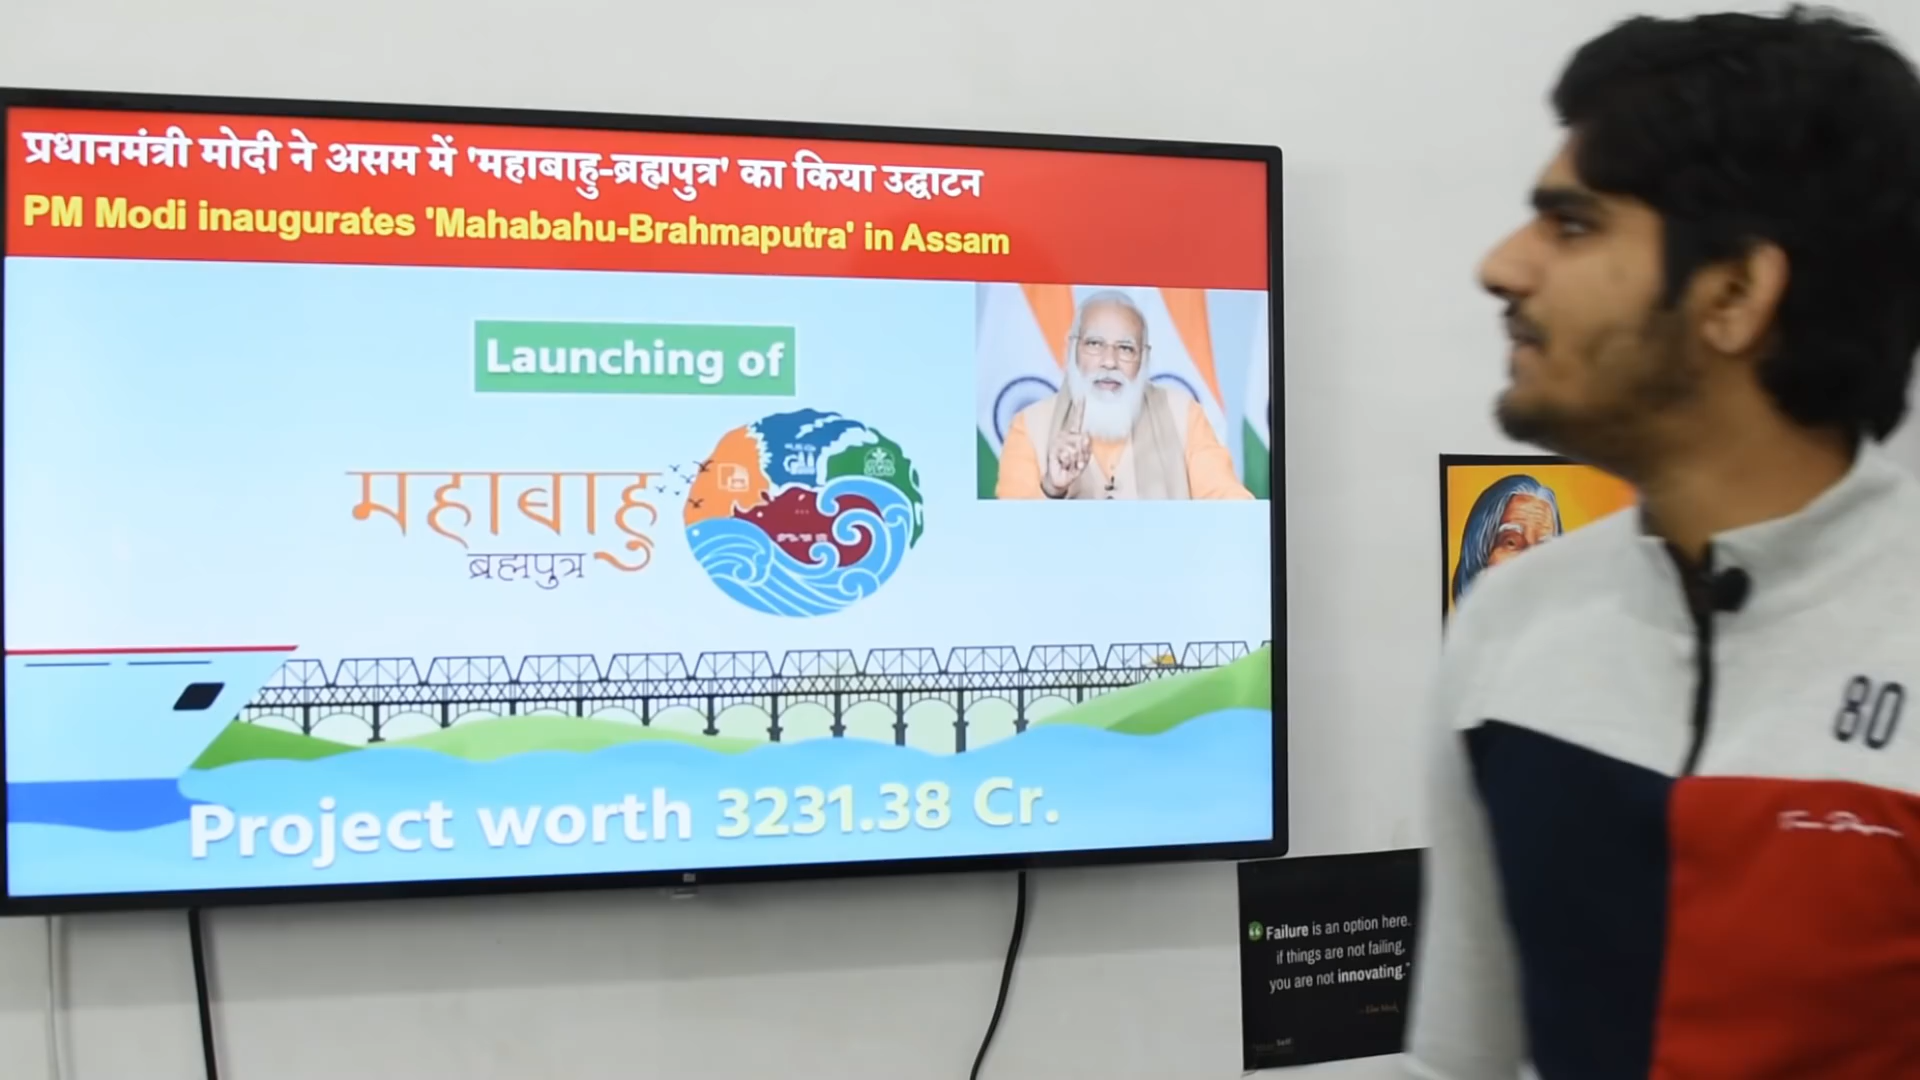 प्रधानमंत्री मोदी ने असम में 'महाबाहु-ब्रह्मपुत्र' का किया उद्घाटन
PM Modi inaugurates 'Mahabahu-Brahmaputra' in Assam
Launching of
महाबाहु
ब्रह्मपुत्र
Project worth 3231.38 Cr.
80
Failure is an option here.
if things are not failing,
you are not innovating."